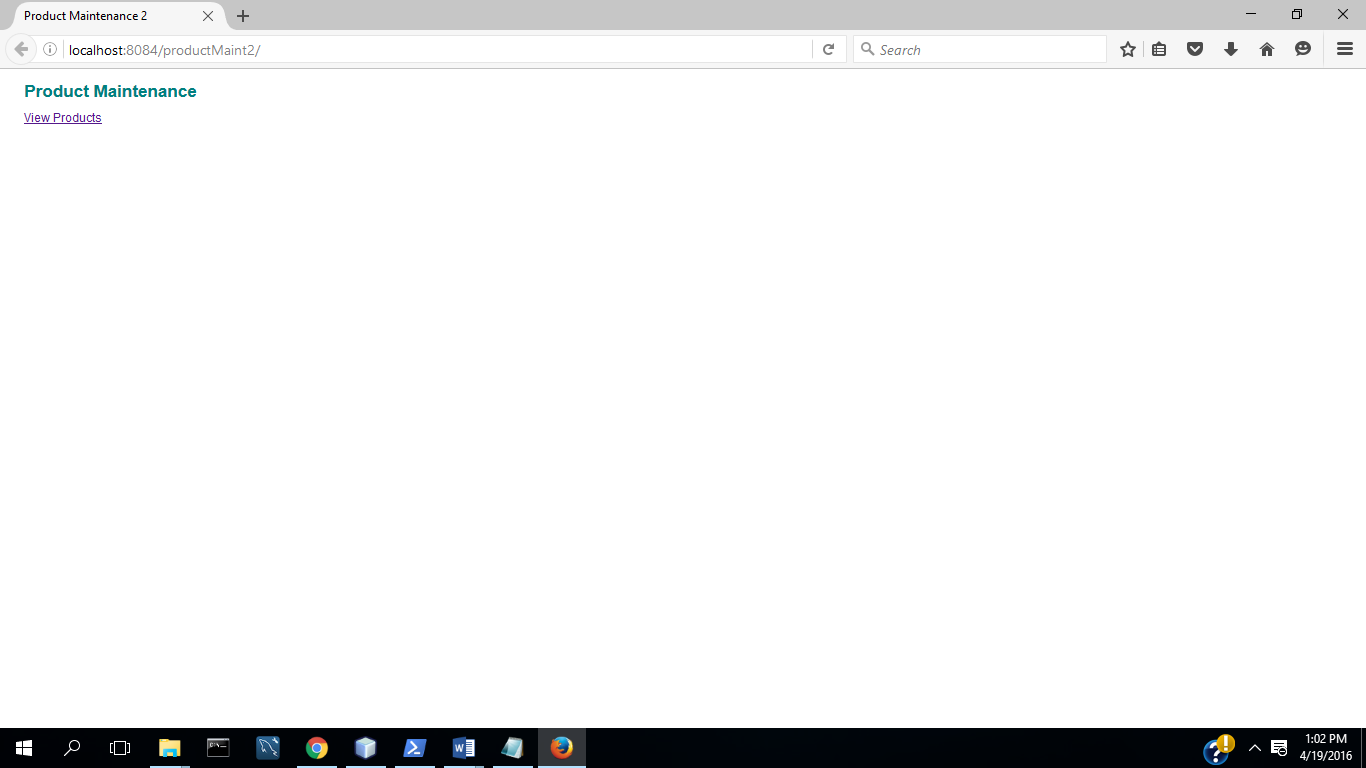 Product Maintenance 2
localhost:8084/productMaint2/
Search
Product Maintenance
View Products
1:02 PM
4/19/2016